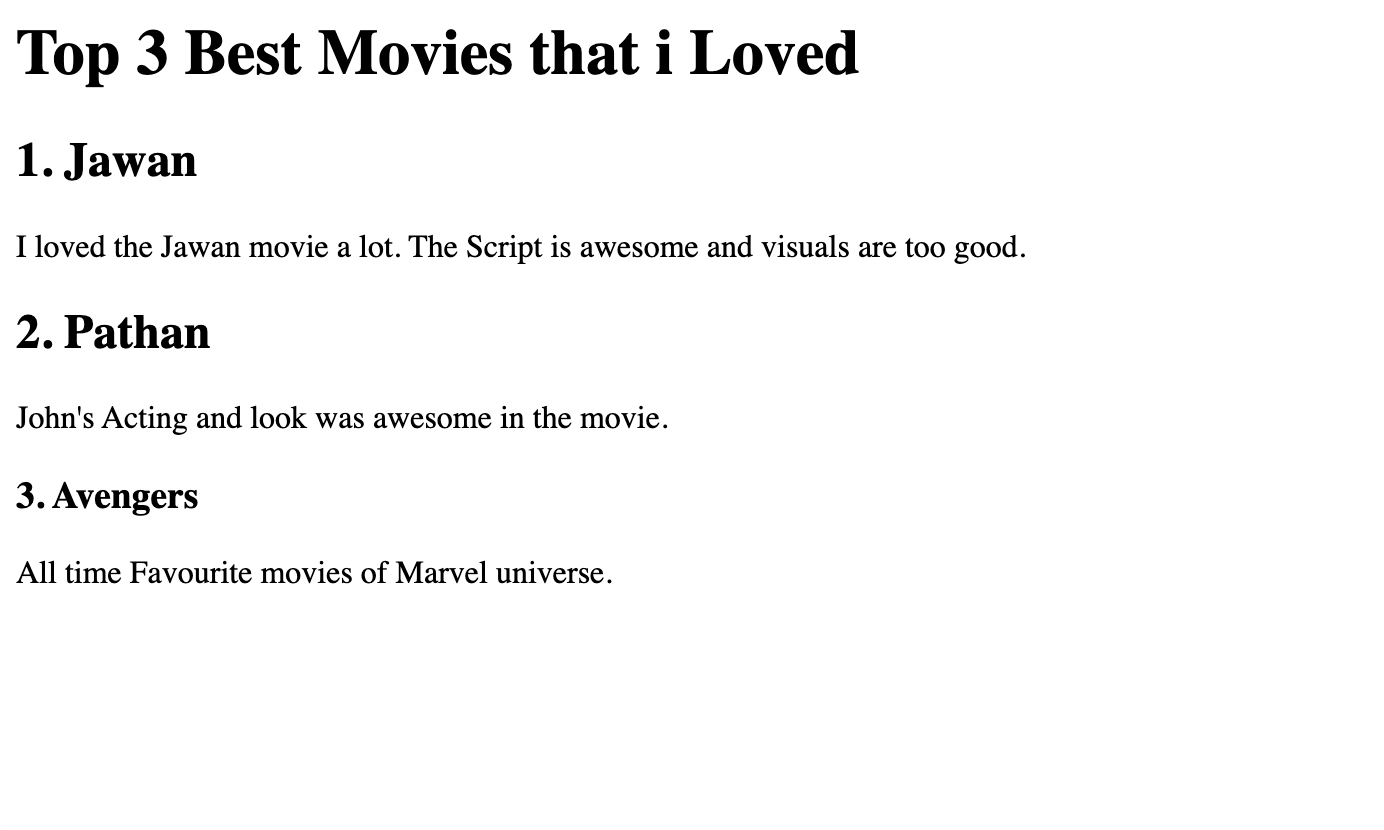 Top 3 Best Movies that i Loved
1. Jawan
I loved the Jawan movie a lot. The Script is awesome and visuals are too good.
2. Pathan
John's Acting and look was awesome in the movie.
3. Avengers
All time Favourite movies of Marvel universe.